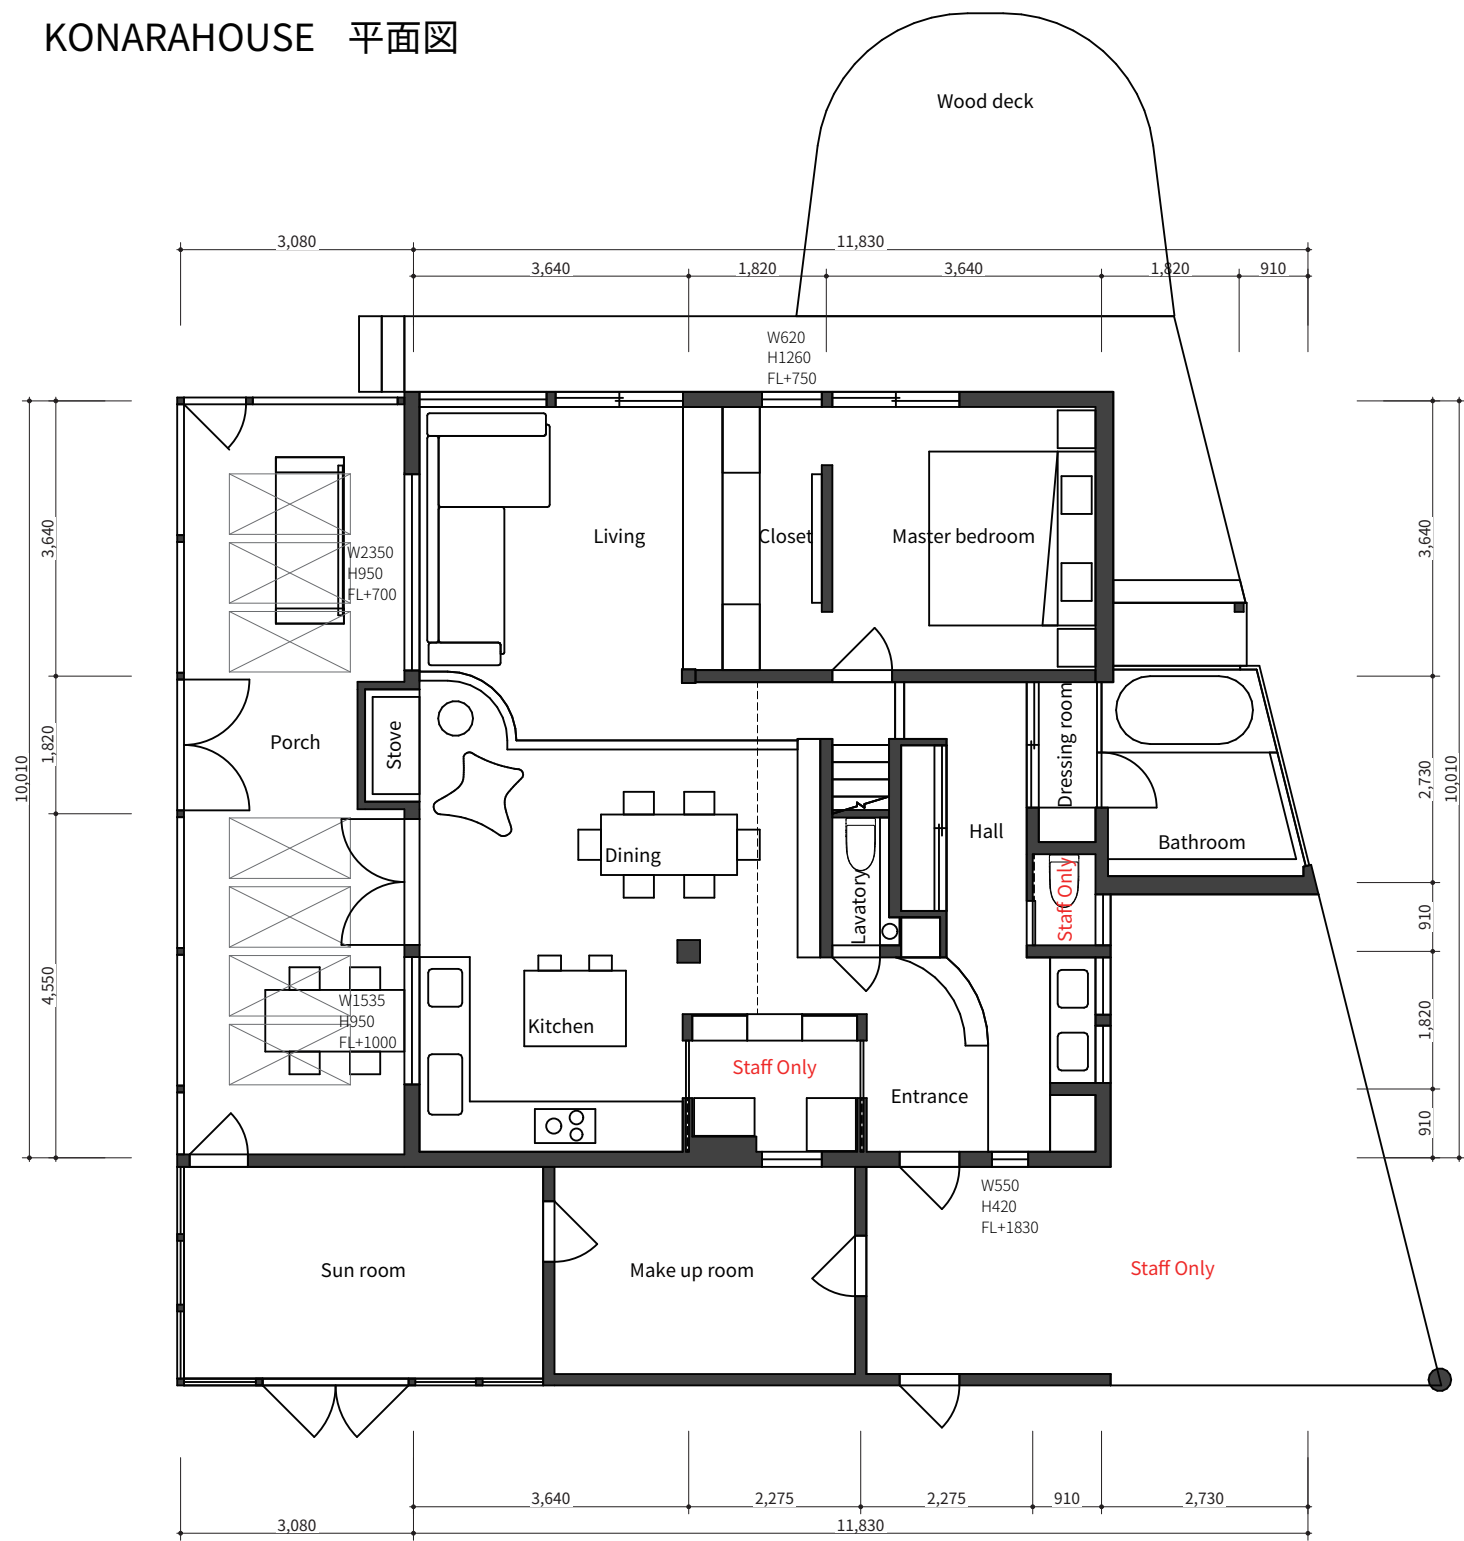 KONARAHOUSE 平面図
Wood deck
3,080
11,830
3,640
1,820
3,640
1,820
910
W620
H1260
FL+750
3,640
1,820
4,550
10,010
3,640
2,730
910
1,820
910
10,010
Living
Closet
Master bedroom
W2350
H950
FL+700
Porch
Stove
Dressing room
Hall
Bathroom
Dining
Lavatory
Staff Only
W1535
H950
FL+1000
Kitchen
Staff Only
Entrance
W550
H420
FL+1830
Sun room
Make up room
Staff Only
3,640
2,275
2,275
910
2,730
3,080
11,830